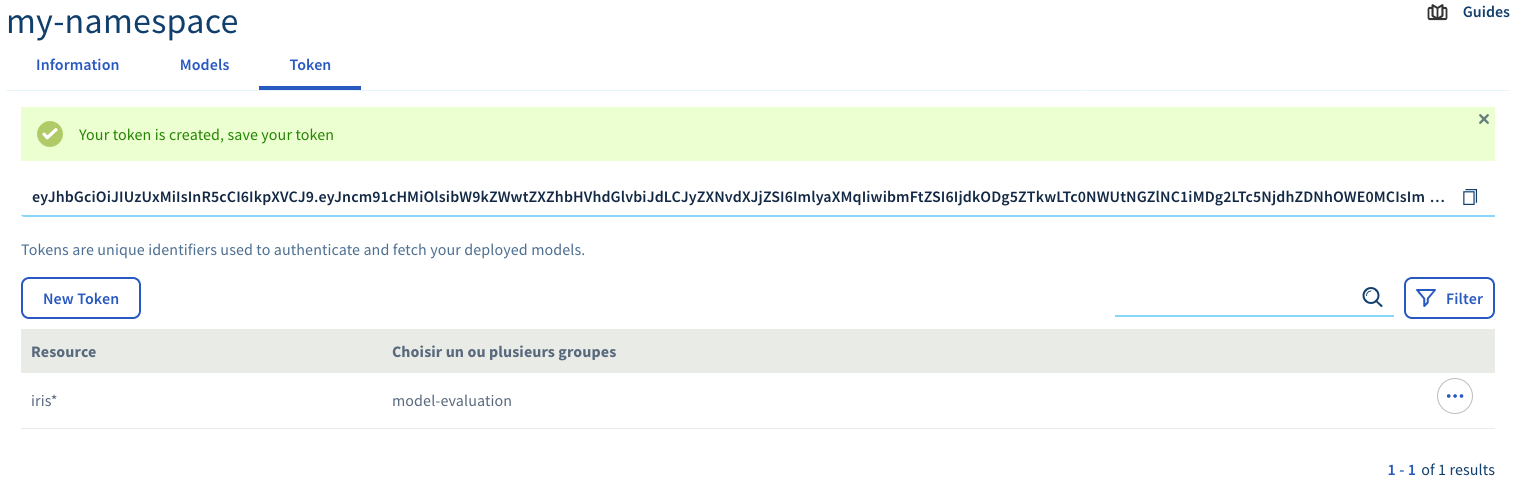 my-namespace
Guides
Information Models Token
Your token is created, save your token
eyJhbGciOiJIUzUxMiIsInR5cCI6IkpXVCJ9.eyJncm91cHMiOlsibW9kZWwtZXZhbHVhdGlvbiJdLCJyZXNvdXJjZSI6ImlyaXMqIiwibmFtZSI6IjdkODg5ZTkwLTc0NWUtNGZlNC1iMDg2LTc5NjdhZDNhOWE0MCIsIm ...
Tokens are unique identifiers used to authenticate and fetch your deployed models.
New Token
Filter
Resource Choisir un ou plusieurs groupes
iris* model-evaluation
1 - 1 of 1 results